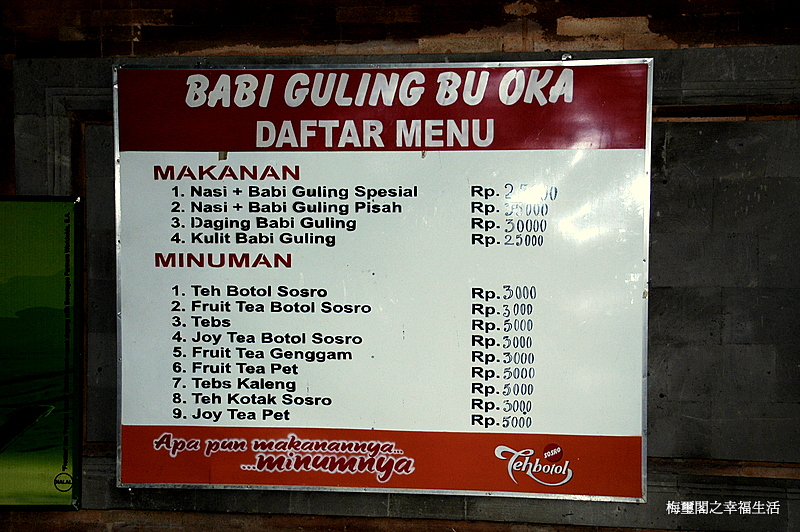 BABI GULING BU OKA
DAFTAR MENU
MAKANAN
1. Nasi + Babi Guling Spesial Rp.
2. Nasi + Babi Guling Pisah Rp. 35000
3. Daging Babi Guling Rp. 30000
4. Kulit Babi Guling Rp. 25000
MINUMAN
1. Teh Botol Sosro Rp. 3000
2. Fruit Tea Botol Sosro Rp. 3000
3. Tebs Rp. 5000
4. Joy Tea Botol Sosro Rp. 3000
5. Fruit Tea Genggam Rp. 3000
6. Fruit Tea Pet Rp. 5000
7. Tebs Kaleng Rp. 5000
8. Teh Kotak Sosro Rp. 3000
9. Joy Tea Pet Rp. 5000
Apa pun makanannya...
...minumnya
SOSRO
Tehbotol
HALAL
梅璽閣之幸福生活